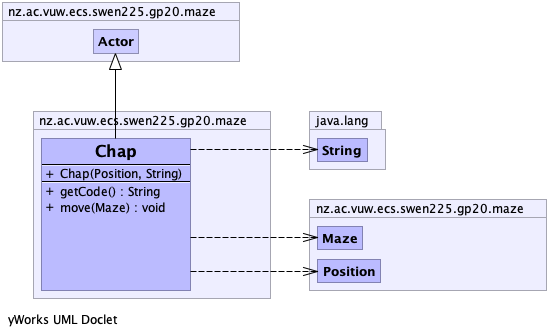 nz.ac.vuw.ecs.swen225.gp20.maze
Actor
nz.ac.vuw.ecs.swen225.gp20.maze
Chap
+ Chap(Position, String)
+ getCode() : String
+ move(Maze) : void
java.lang
String
nz.ac.vuw.ecs.swen225.gp20.maze
Maze
Position
yWorks UML Doclet